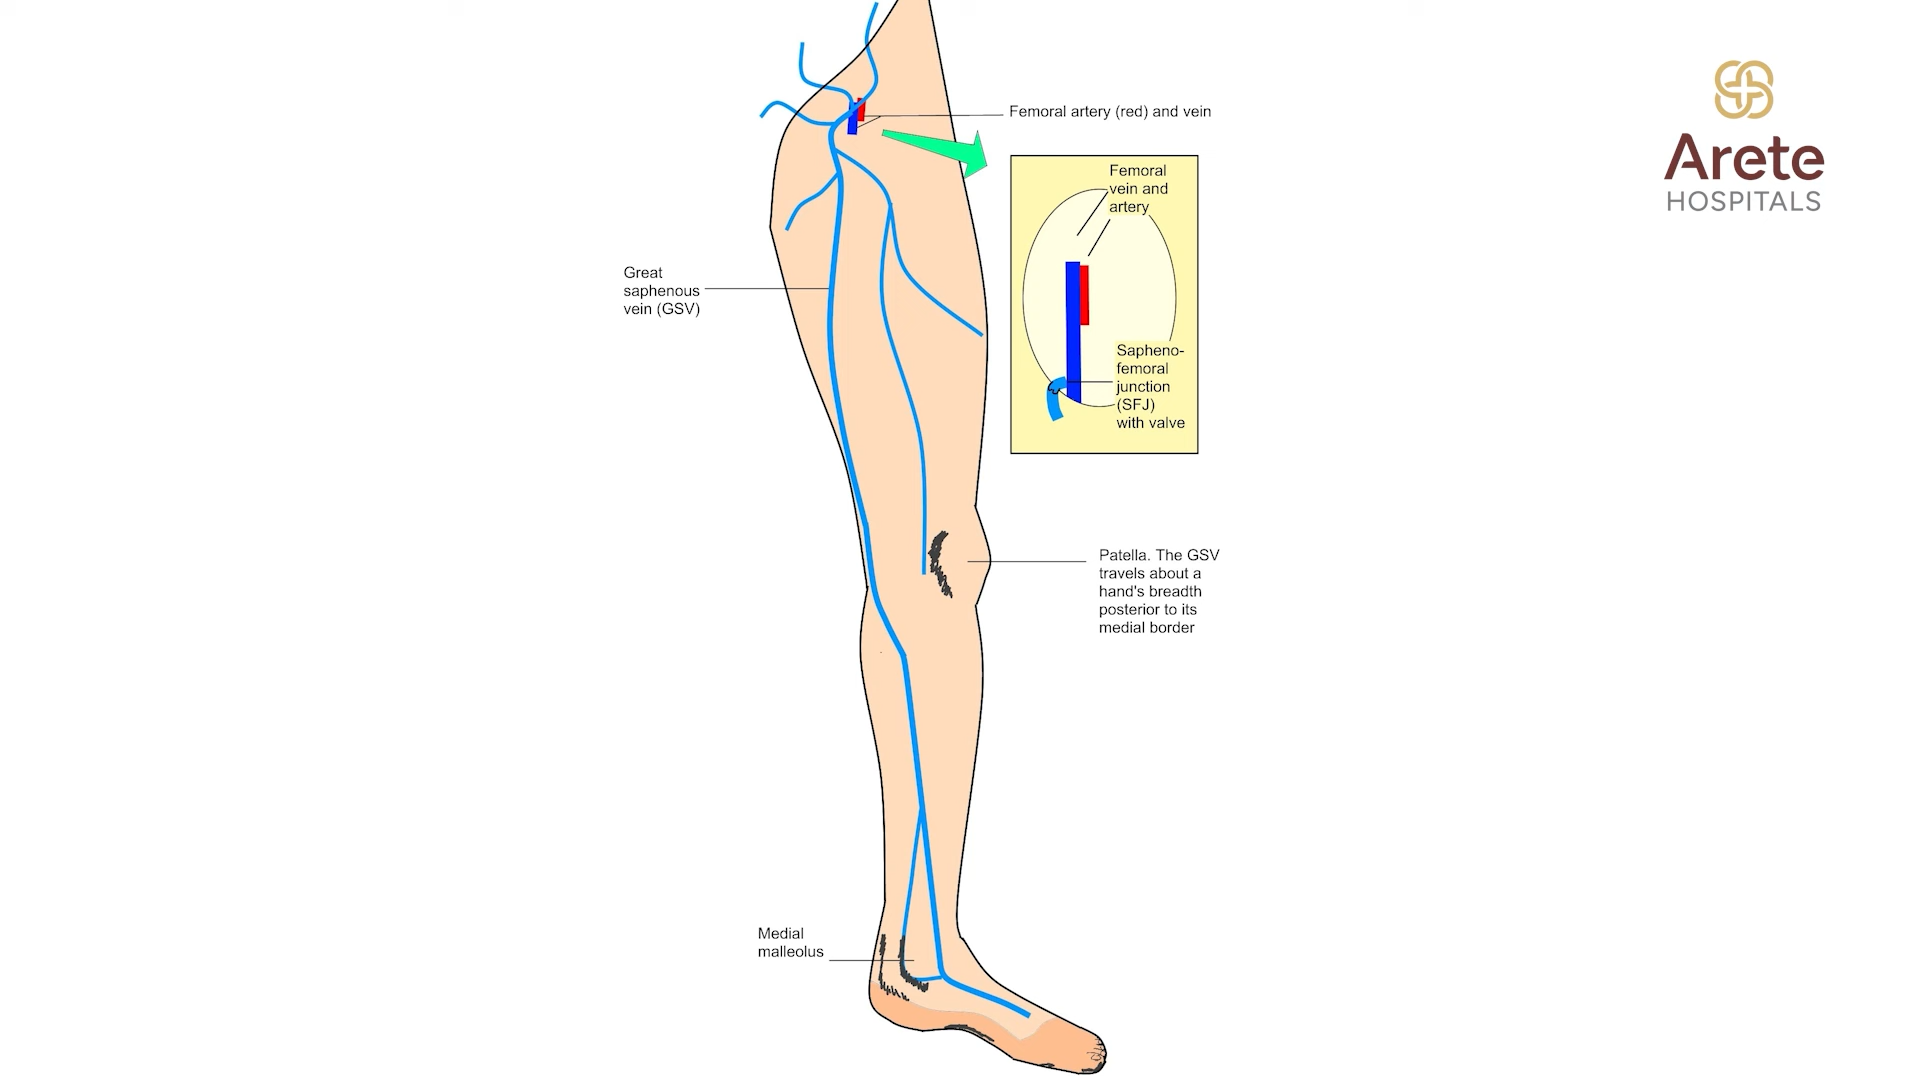 Arete
HOSPITALS
Femoral artery (red) and vein
Femoral
vein and
artery
Great
saphenous
vein (GSV)
Sapheno-
femoral
junction
(SFJ)
with valve
Patella. The GSV
travels about a
hand's breadth
posterior to its
medial border
Medial
malleolus